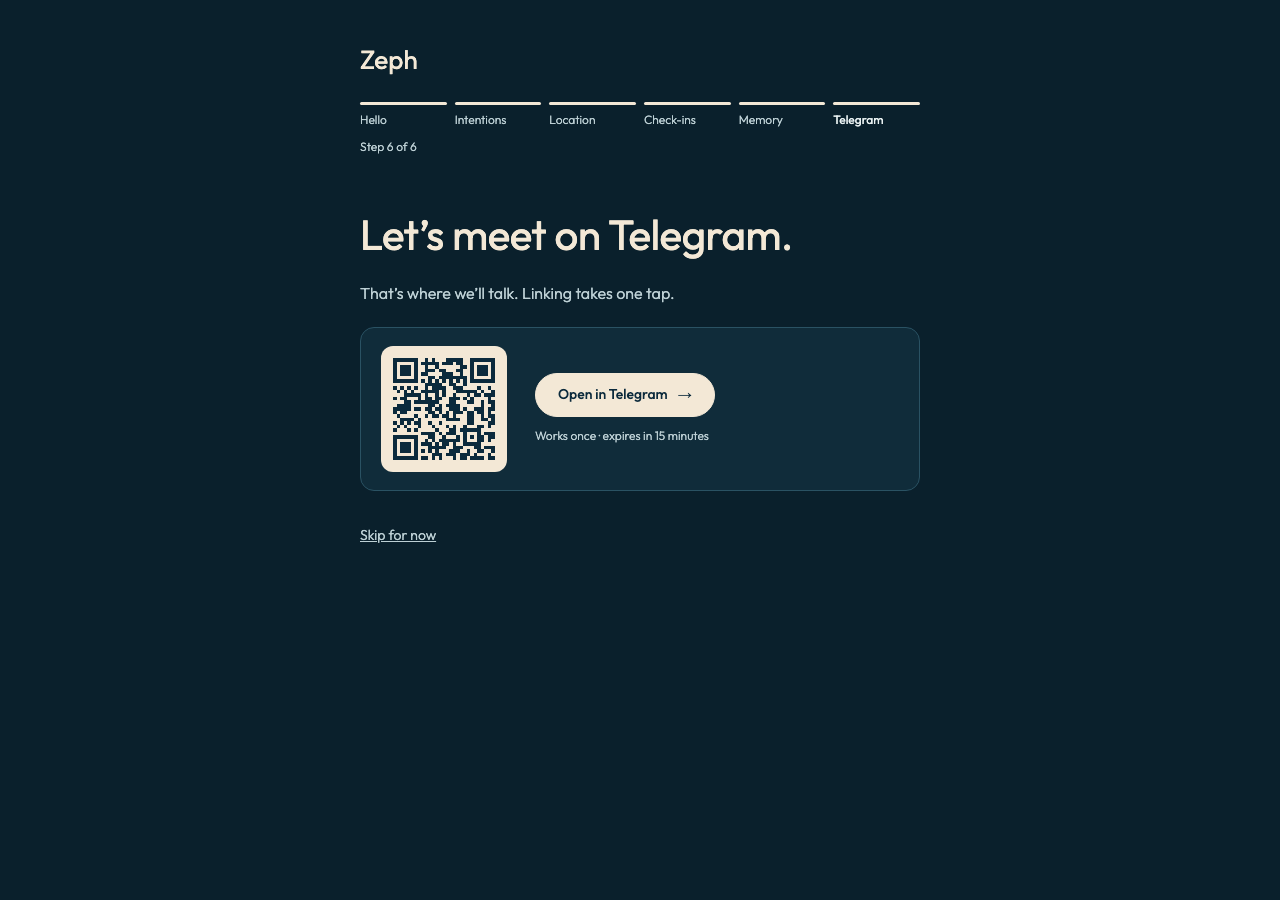 Zeph
Hello Intentions Location Check-ins Memory Telegram
Step 6 of 6
Let’s meet on Telegram.
That’s where we’ll talk. Linking takes one tap.
Open in Telegram →
Works once · expires in 15 minutes
Skip for now